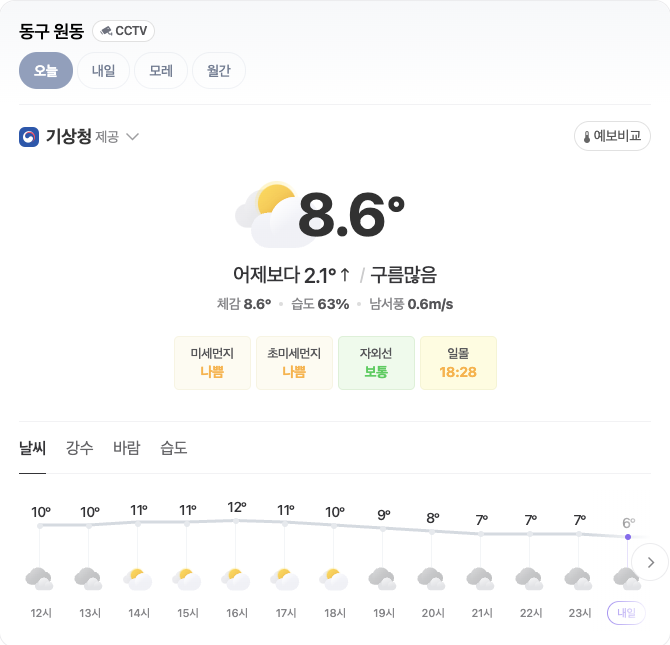 동구 원동 CCTV
오늘 내일 모레 월간
기상청 제공 예보비교
8.6°
어제보다 2.1°↑ / 구름많음
체감 8.6° 습도 63% 남서풍 0.6m/s
미세먼지 초미세먼지 자외선 일몰
나쁨 나쁨 보통 18:28
날씨 강수 바람 습도
10° 10° 11° 11° 12° 11° 10° 9° 8° 7° 7° 7° 6°
12시 13시 14시 15시 16시 17시 18시 19시 20시 21시 22시 23시 내일